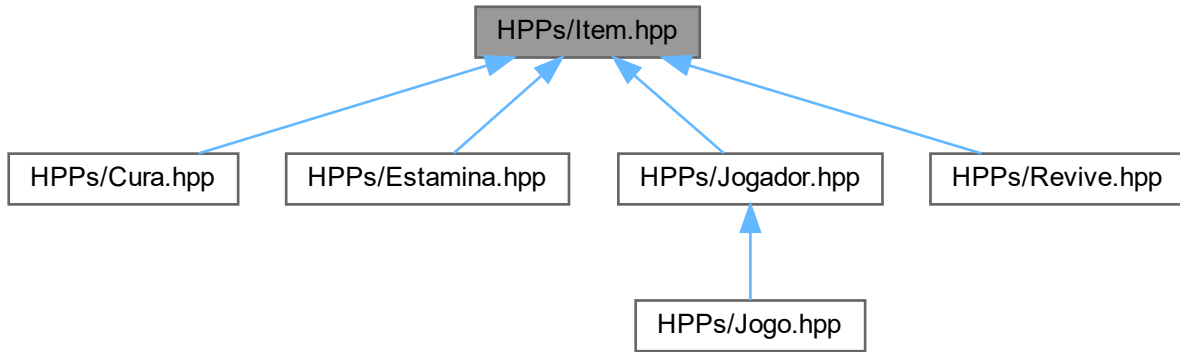 HPPs/Item.hpp
HPPs/Cura.hpp
HPPs/Estamina.hpp
HPPs/Jogador.hpp
HPPs/Revive.hpp
HPPs/Jogo.hpp